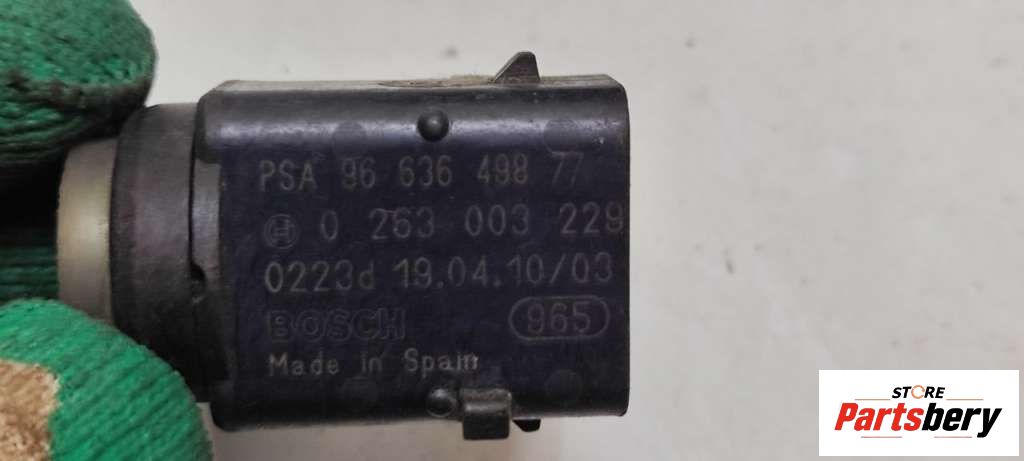 PSA 96 636 498 77
0 263 003 229
0223d 19.04.10/03
BOSCH 965
Made in Spain
STORE
Partsbery